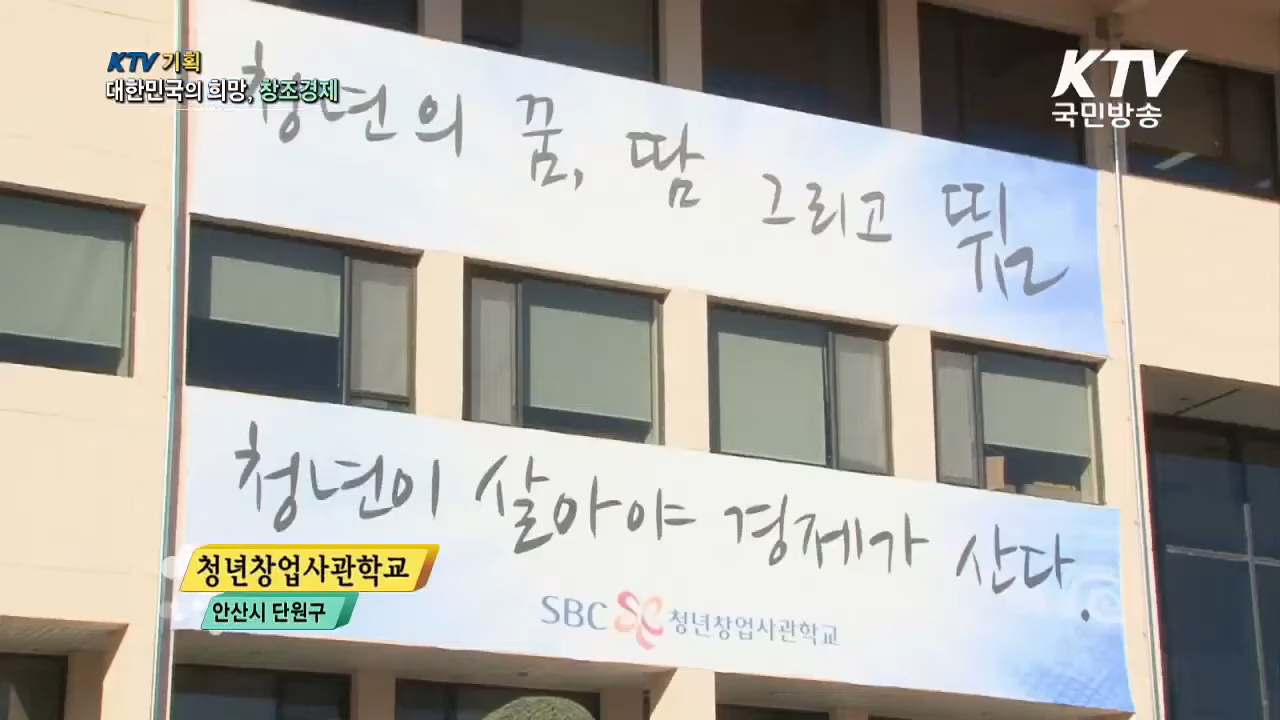 KTV 기획
대한민국의 희망, 창조경제
KTV
국민방송
청년의 꿈, 땀 그리고 뜀
청년이 살아야 경제가 산다.
청년창업사관학교
안산시 단원구
SBC 청년창업사관학교